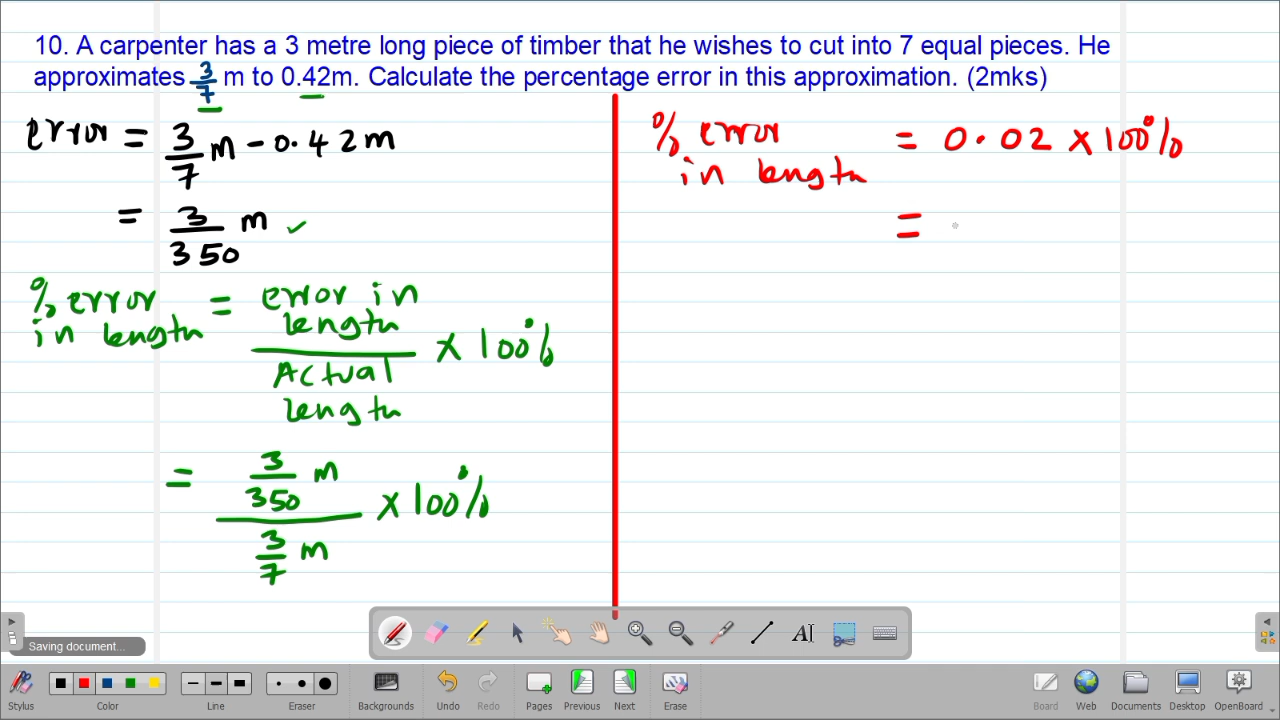 10. A carpenter has a 3 metre long piece of timber that he wishes to cut into 7 equal pieces. He
approximates 3/7 m to 0.42m. Calculate the percentage error in this approximation. (2mks)
error = 3/7 m - 0.42m
= 3/350 m ✓
% error in length = error in length / Actual length × 100%
= 3/350 m / 3/7 m × 100%
% error in length = 0.02 × 100%
=
Saving document...
Stylus
Color
Line
Eraser
Backgrounds
Undo
Redo
Pages
Previous
Next
Erase
Board
Web
Documents
Desktop
OpenBoard